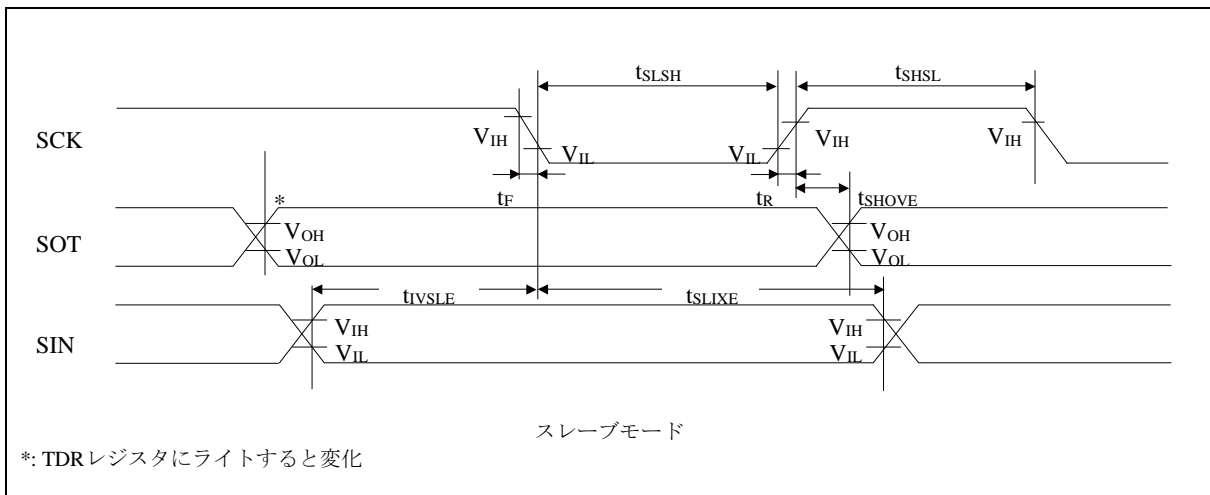 tSLSH
tSHSL
SCK
VIH
VIL
VIL
VIH
VIH
tF
tR
tSHOVE
*
SOT
VOH
VOL
VOH
VOL
tIVSLE
tSLIXE
SIN
VIH
VIL
VIH
VIL
スレーブモード
*: TDRレジスタにライトすると変化